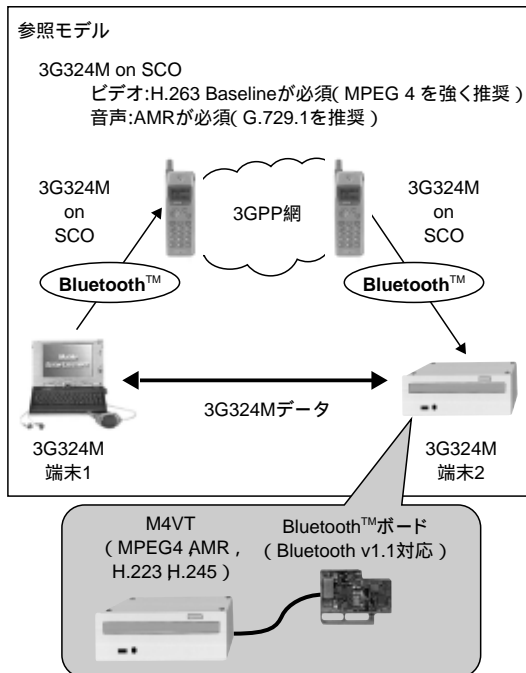 参照モデル
3G324M on SCO
ビデオ:H.263 Baselineが必須( MPEG 4 を強く推奨 )
音声:AMRが必須( G.729.1を推奨 )
3G324M
on
SCO
3GPP網
3G324M
on
SCO
Bluetooth™
Bluetooth™
3G324Mデータ
3G324M
端末1
3G324M
端末2
M4VT
( MPEG4 ,AMR ,
H.223 ,H.245 )
Bluetooth™ボード
( Bluetooth v1.1対応 )